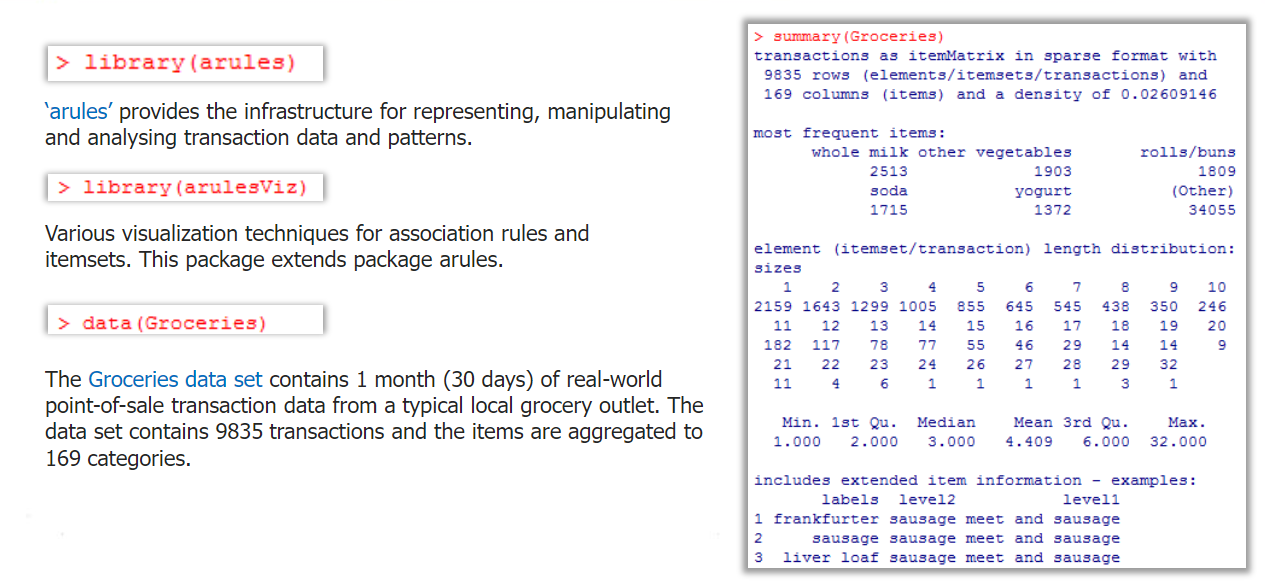 > library(arules)
‘arules’ provides the infrastructure for representing, manipulating
and analysing transaction data and patterns.
> library(arulesViz)
Various visualization techniques for association rules and
itemsets. This package extends package arules.
> data(Groceries)
The Groceries data set contains 1 month (30 days) of real-world
point-of-sale transaction data from a typical local grocery outlet. The
data set contains 9835 transactions and the items are aggregated to
169 categories.
> summary(Groceries)
transactions as itemMatrix in sparse format with
9835 rows (elements/itemsets/transactions) and
169 columns (items) and a density of 0.02609146
most frequent items:
whole milk other vegetables rolls/buns
2513 1903 1809
soda yogurt (Other)
1715 1372 34055
element (itemset/transaction) length distribution:
sizes
1 2 3 4 5 6 7 8 9 10
2159 1643 1299 1005 855 645 545 438 350 246
11 12 13 14 15 16 17 18 19 20
182 117 78 77 55 46 29 14 14 9
21 22 23 24 26 27 28 29 32
11 4 6 1 1 1 1 3 1
Min. 1st Qu. Median Mean 3rd Qu. Max.
1.000 2.000 3.000 4.409 6.000 32.000
includes extended item information - examples:
labels level2 level1
1 frankfurter sausage meet and sausage
2 sausage sausage meet and sausage
3 liver loaf sausage meet and sausage